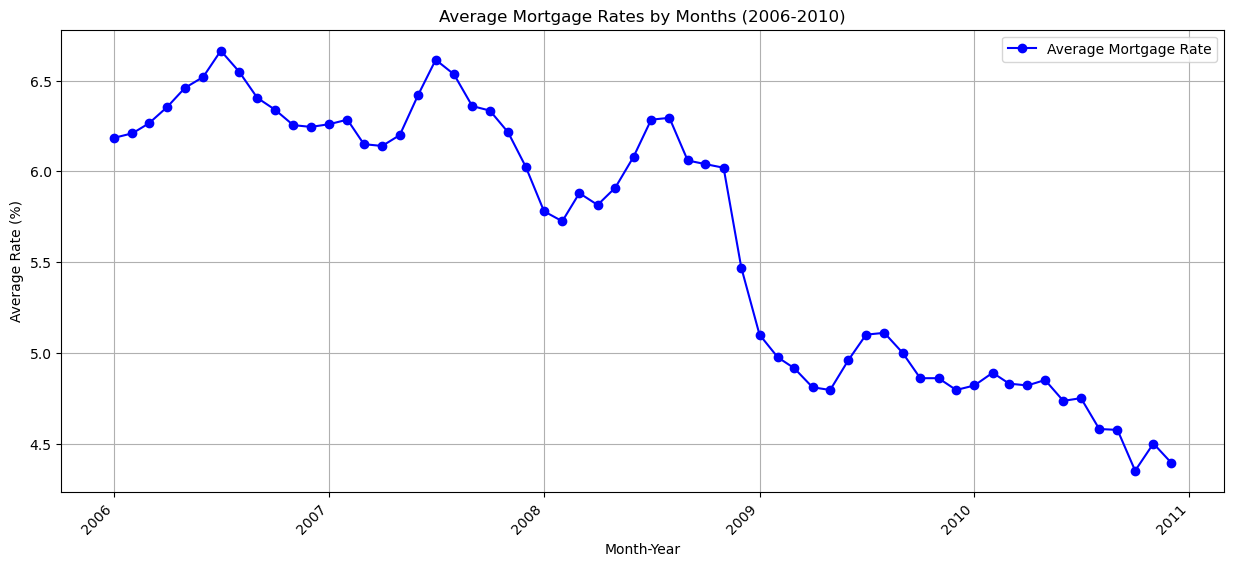 Average Mortgage Rates by Months (2006-2010)
Average Mortgage Rate
Average Rate (%)
6.5
6.0
5.5
5.0
4.5
2006
2007
2008
2009
2010
2011
Month-Year